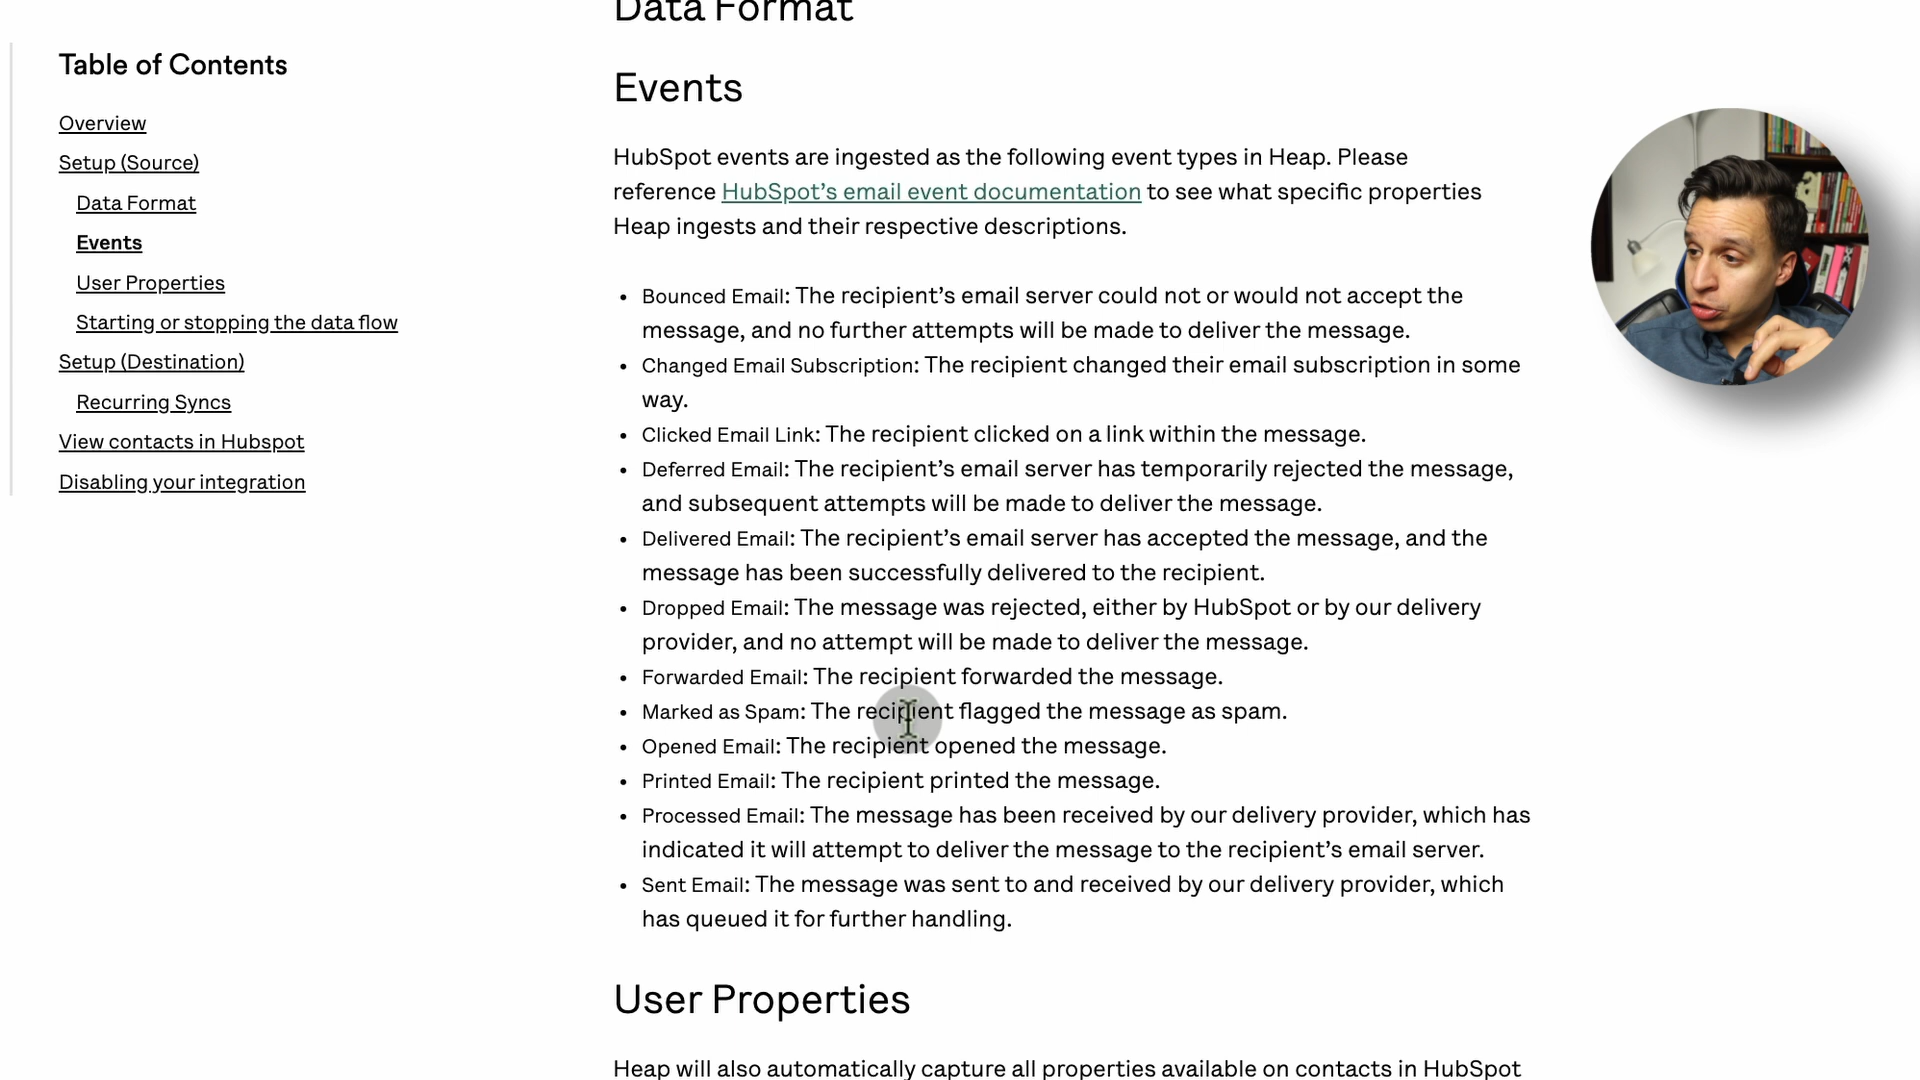 Data Format
Table of Contents
Overview
Setup (Source)
Data Format
Events
User Properties
Starting or stopping the data flow
Setup (Destination)
Recurring Syncs
View contacts in Hubspot
Disabling your integration
Events
HubSpot events are ingested as the following event types in Heap. Please
reference HubSpot’s email event documentation to see what specific properties
Heap ingests and their respective descriptions.
• Bounced Email: The recipient’s email server could not or would not accept the
message, and no further attempts will be made to deliver the message.
• Changed Email Subscription: The recipient changed their email subscription in some
way.
• Clicked Email Link: The recipient clicked on a link within the message.
• Deferred Email: The recipient’s email server has temporarily rejected the message,
and subsequent attempts will be made to deliver the message.
• Delivered Email: The recipient’s email server has accepted the message, and the
message has been successfully delivered to the recipient.
• Dropped Email: The message was rejected, either by HubSpot or by our delivery
provider, and no attempt will be made to deliver the message.
• Forwarded Email: The recipient forwarded the message.
• Marked as Spam: The recipient flagged the message as spam.
• Opened Email: The recipient opened the message.
• Printed Email: The recipient printed the message.
• Processed Email: The message has been received by our delivery provider, which has
indicated it will attempt to deliver the message to the recipient’s email server.
• Sent Email: The message was sent to and received by our delivery provider, which
has queued it for further handling.
User Properties
Heap will also automatically capture all properties available on contacts in HubSpot